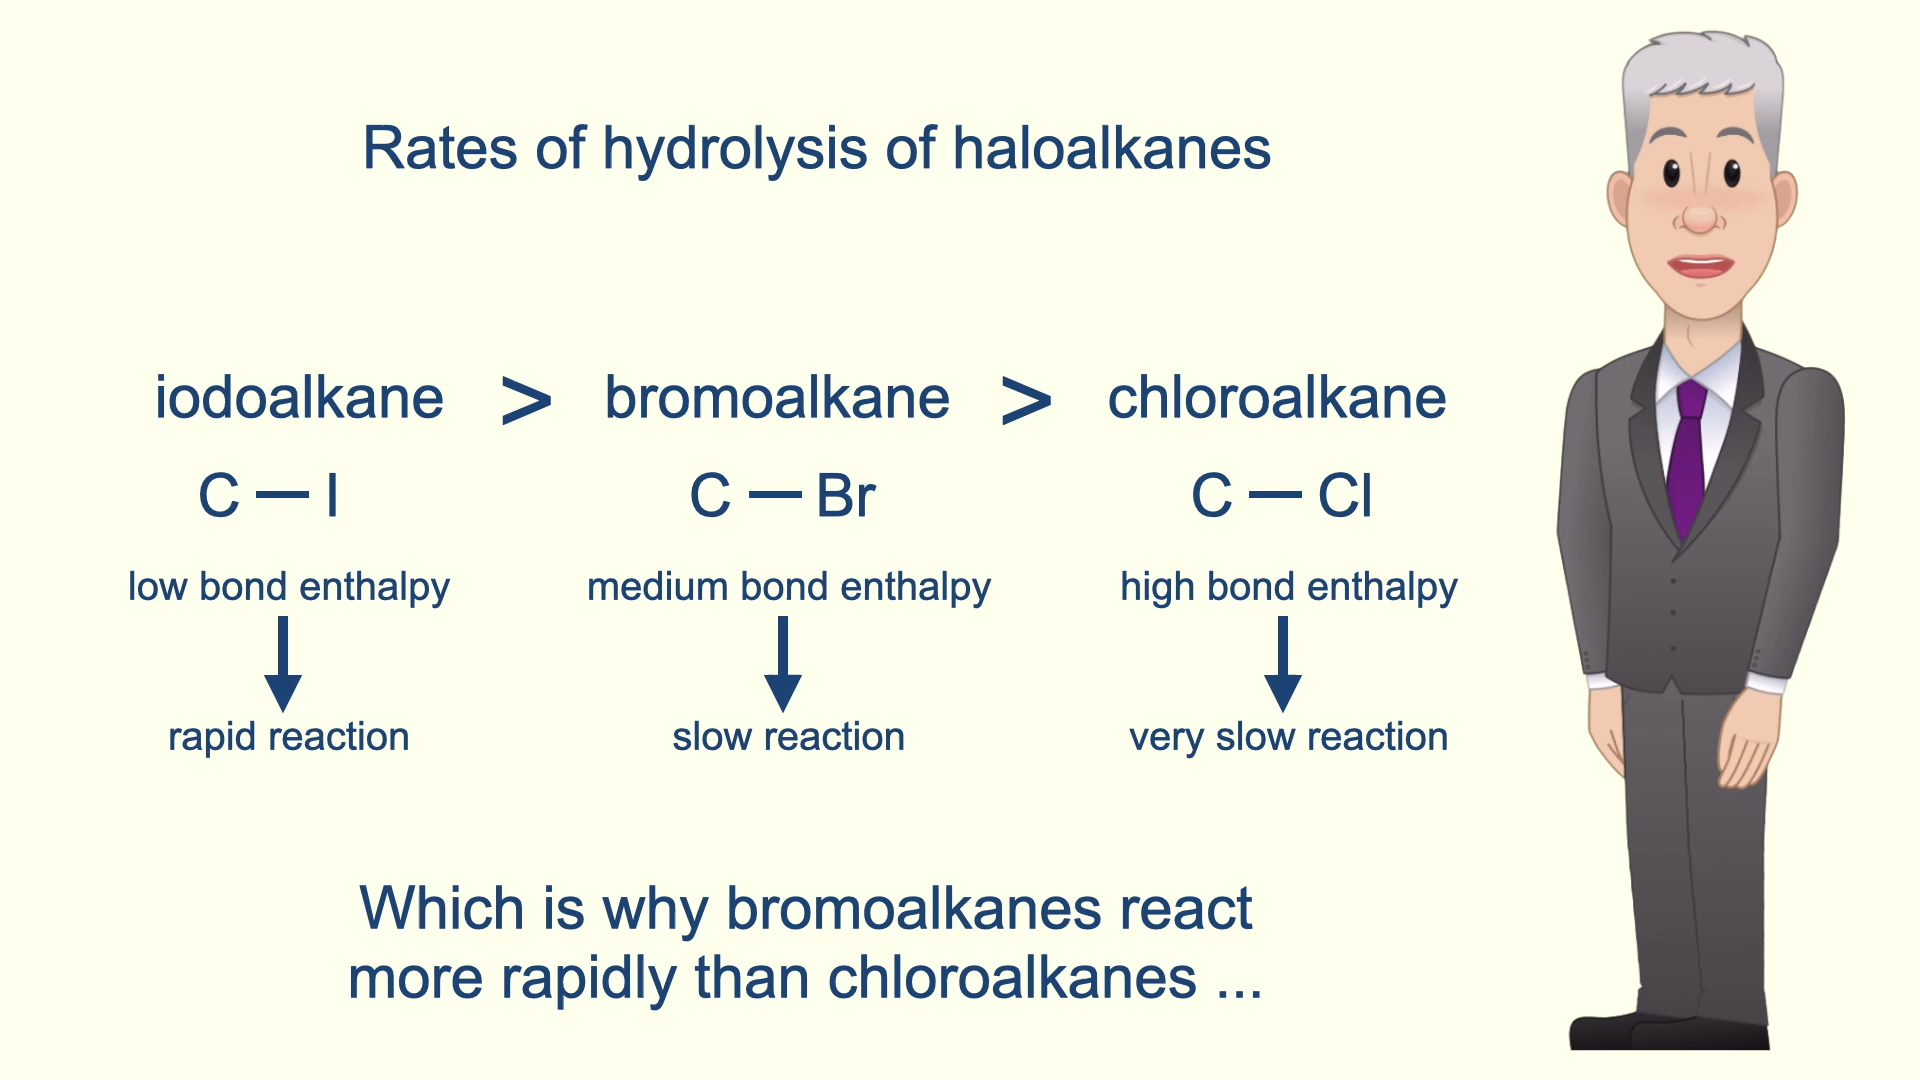 Rates of hydrolysis of haloalkanes
iodoalkane > bromoalkane > chloroalkane
C — I C — Br C — Cl
low bond enthalpy medium bond enthalpy high bond enthalpy
rapid reaction slow reaction very slow reaction
Which is why bromoalkanes react
more rapidly than chloroalkanes ...